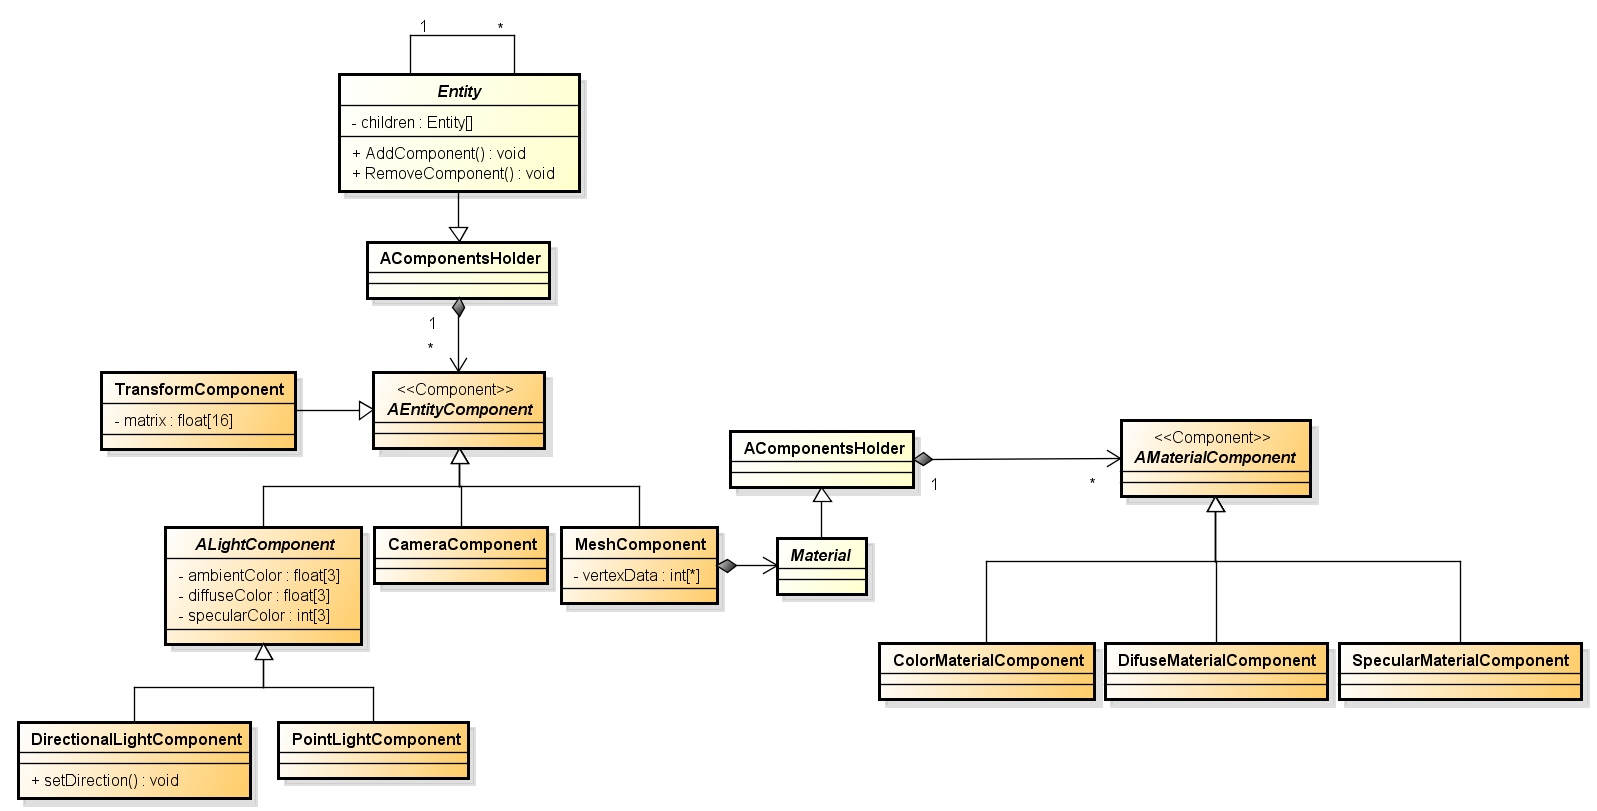 1 *
Entity
- children : Entity[]
+ AddComponent() : void
+ RemoveComponent() : void
AComponentsHolder
1
*
TransformComponent
- matrix : float[16]
<<Component>>
AEntityComponent
AComponentsHolder
1 *
<<Component>>
AMaterialComponent
ALightComponent
- ambientColor : float[3]
- diffuseColor : float[3]
- specularColor : int[3]
CameraComponent
MeshComponent
- vertexData : int[*]
Material
ColorMaterialComponent
DifuseMaterialComponent
SpecularMaterialComponent
DirectionalLightComponent
+ setDirection() : void
PointLightComponent